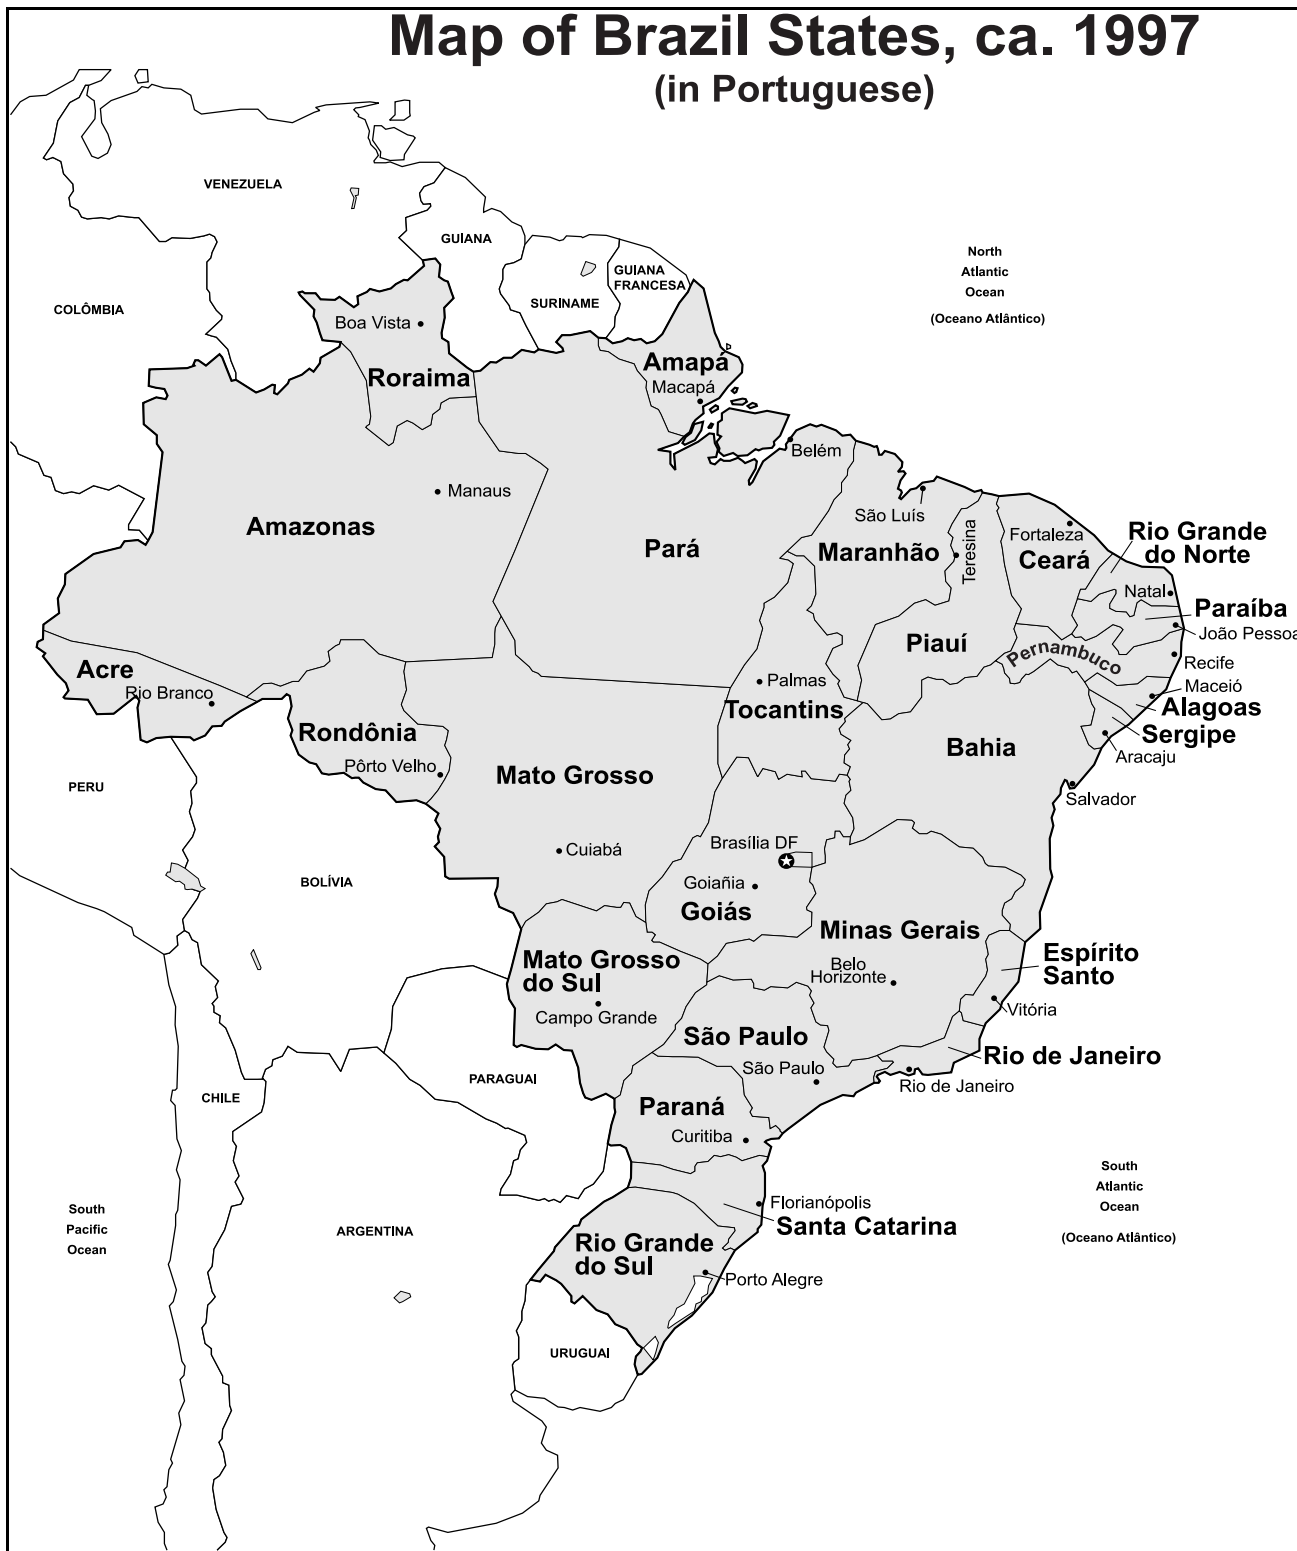 Map of Brazil States, ca. 1997
(in Portuguese)
VENEZUELA
GUIANA
SURINAME
GUIANA
FRANCESA
COLÔMBIA
North
Atlantic
Ocean
(Oceano Atlântico)
Boa Vista
Roraima
Amapá
Macapá
Belém
Manaus
Amazonas
Pará
São Luís
Maranhão
Teresina
Fortaleza
Ceará
Rio Grande
do Norte
Natal
Paraíba
João Pessoa
Piauí
Pernambuco
Recife
Maceió
Alagoas
Sergipe
Aracaju
Acre
Rio Branco
Rondônia
Pôrto Velho
Palmas
Tocantins
Bahia
Salvador
Mato Grosso
Cuiabá
PERU
BOLÍVIA
Brasília DF
Goiañia
Goiás
Minas Gerais
Belo
Horizonte
Espírito
Santo
Vitória
Mato Grosso
do Sul
Campo Grande
São Paulo
São Paulo
Rio de Janeiro
Rio de Janeiro
PARAGUAI
CHILE
Paraná
Curitiba
Florianópolis
Santa Catarina
Rio Grande
do Sul
Porto Alegre
South
Atlantic
Ocean
(Oceano Atlântico)
South
Pacific
Ocean
ARGENTINA
URUGUAI